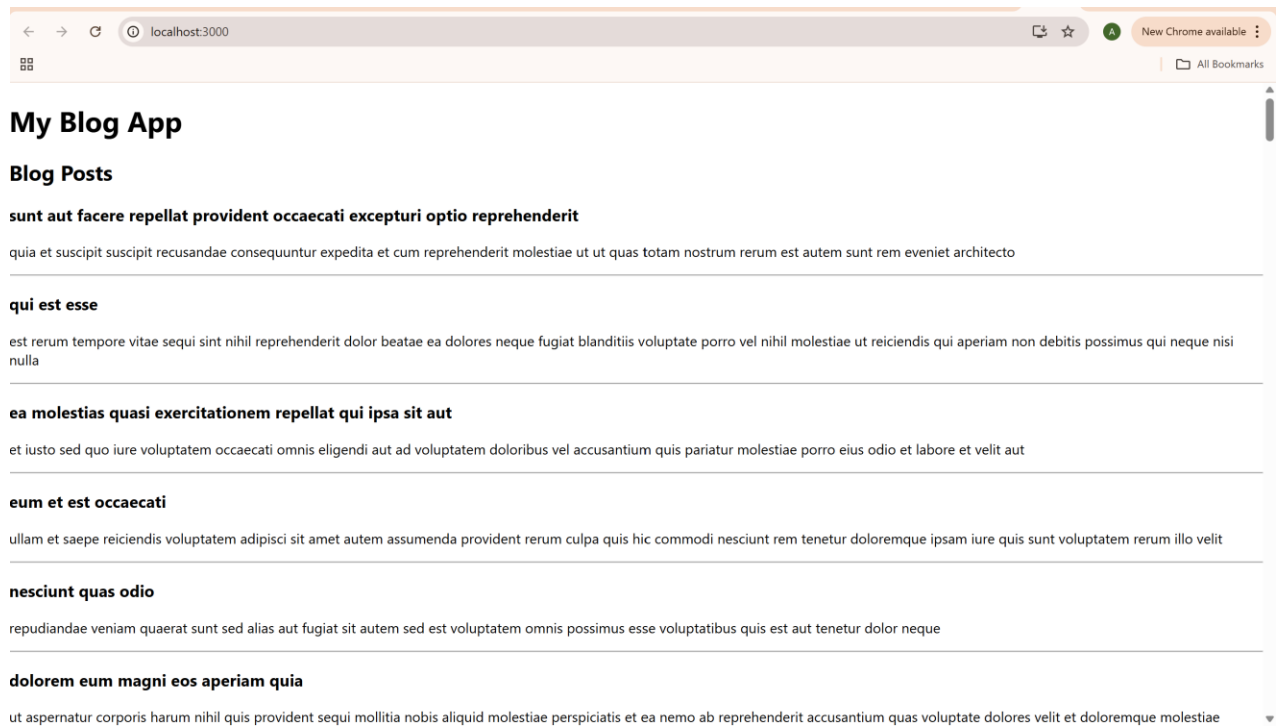 localhost:3000
A
New Chrome available
All Bookmarks
My Blog App
Blog Posts
sunt aut facere repellat provident occaecati excepturi optio reprehenderit
quia et suscipit suscipit recusandae consequuntur expedita et cum reprehenderit molestiae ut ut quas totam nostrum rerum est autem sunt rem eveniet architecto
qui est esse
est rerum tempore vitae sequi sint nihil reprehenderit dolor beatae ea dolores neque fugiat blanditiis voluptate porro vel nihil molestiae ut reiciendis qui aperiam non debitis possimus qui neque nisi
nulla
ea molestias quasi exercitationem repellat qui ipsa sit aut
et iusto sed quo iure voluptatem occaecati omnis eligendi aut ad voluptatem doloribus vel accusantium quis pariatur molestiae porro eius odio et labore et velit aut
eum et est occaecati
ullam et saepe reiciendis voluptatem adipisci sit amet autem assumenda provident rerum culpa quis hic commodi nesciunt rem tenetur doloremque ipsam iure quis sunt voluptatem rerum illo velit
nesciunt quas odio
repudiandae veniam quaerat sunt sed alias aut fugiat sit autem sed est voluptatem omnis possimus esse voluptatibus quis est aut tenetur dolor neque
dolorem eum magni eos aperiam quia
ut aspernatur corporis harum nihil quis provident sequi mollitia nobis aliquid molestiae perspiciatis et ea nemo ab reprehenderit accusantium quas voluptate dolores velit et doloremque molestiae